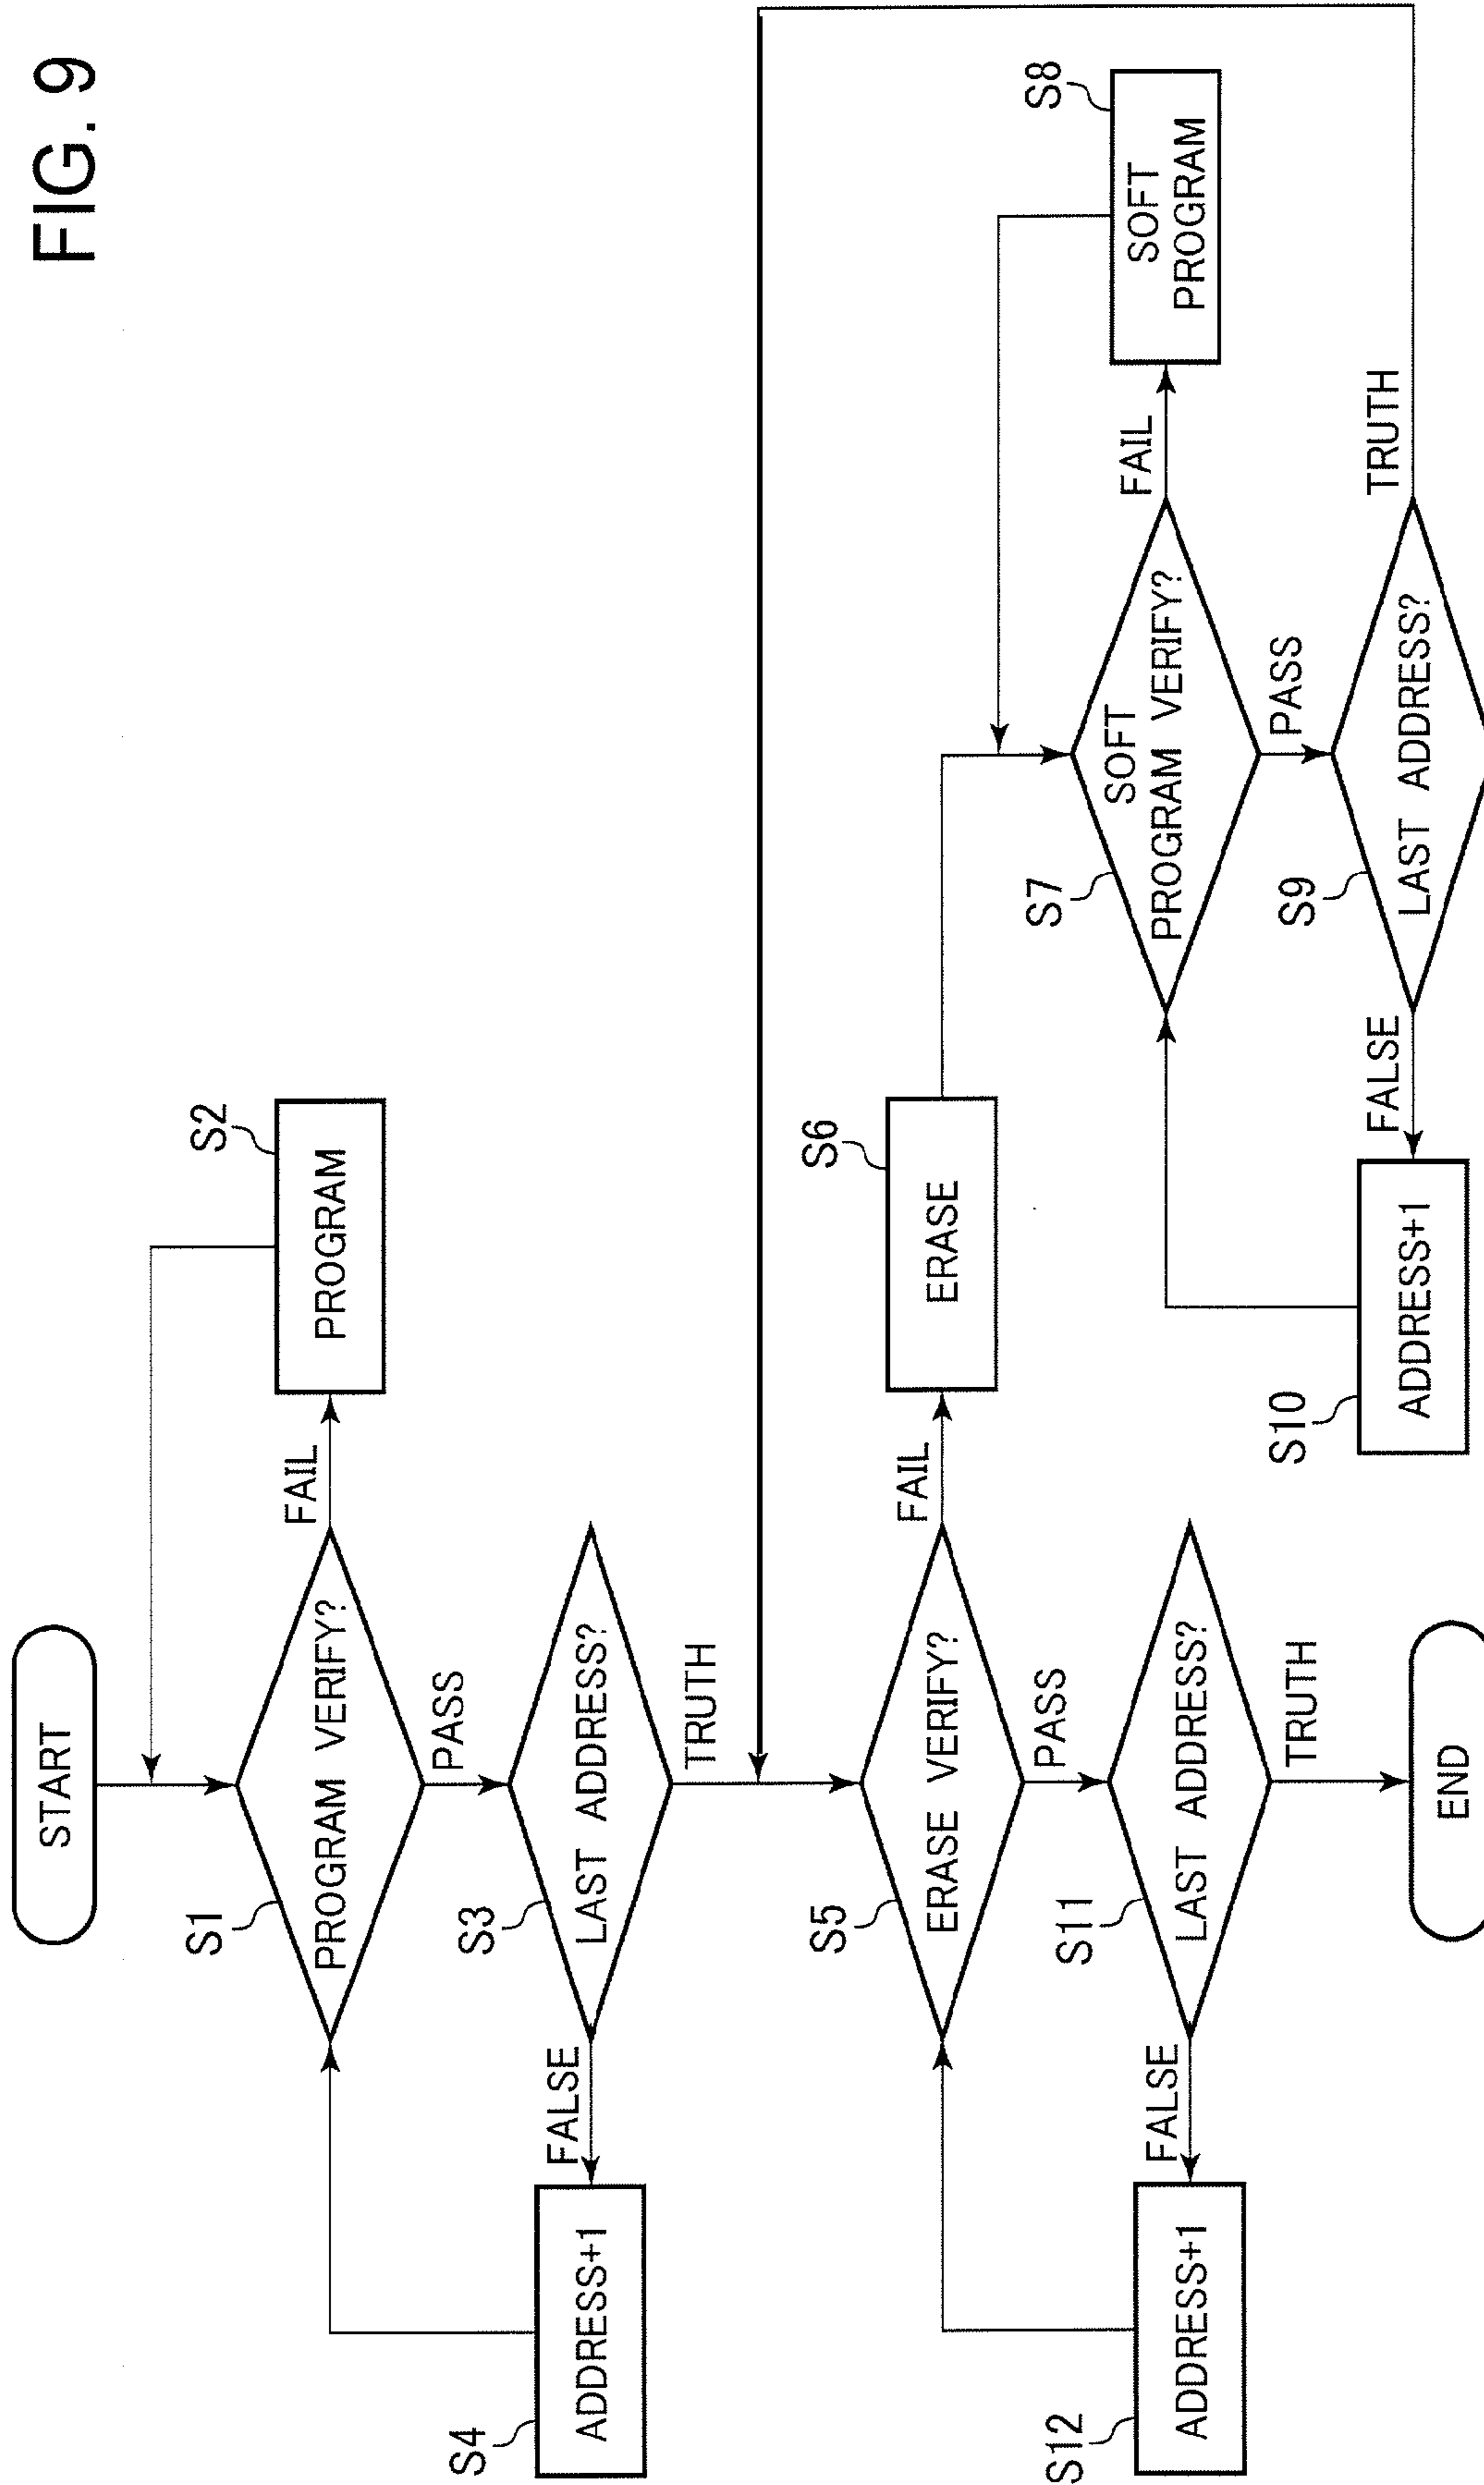 FIG. 9
START
S1
PROGRAM VERIFY?
FAIL
S2
PROGRAM
PASS
S3
LAST ADDRESS?
FALSE
S4
ADDRESS+1
TRUTH
S5
ERASE VERIFY?
FAIL
S6
ERASE
S7
SOFT
PROGRAM VERIFY?
FAIL
S8
SOFT
PROGRAM
PASS
S9
LAST ADDRESS?
TRUTH
FALSE
S10
ADDRESS+1
PASS
S11
LAST ADDRESS?
FALSE
S12
ADDRESS+1
TRUTH
END